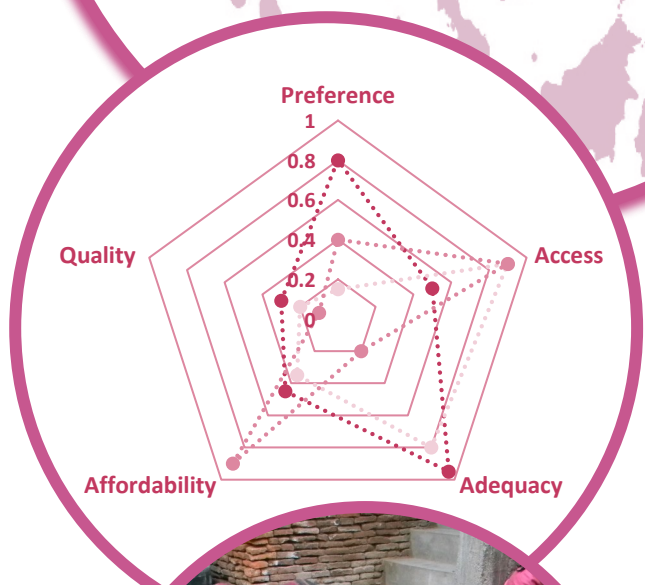 Preference
1
0.8
0.6
0.4
0.2
0
Quality
Access
Affordability
Adequacy